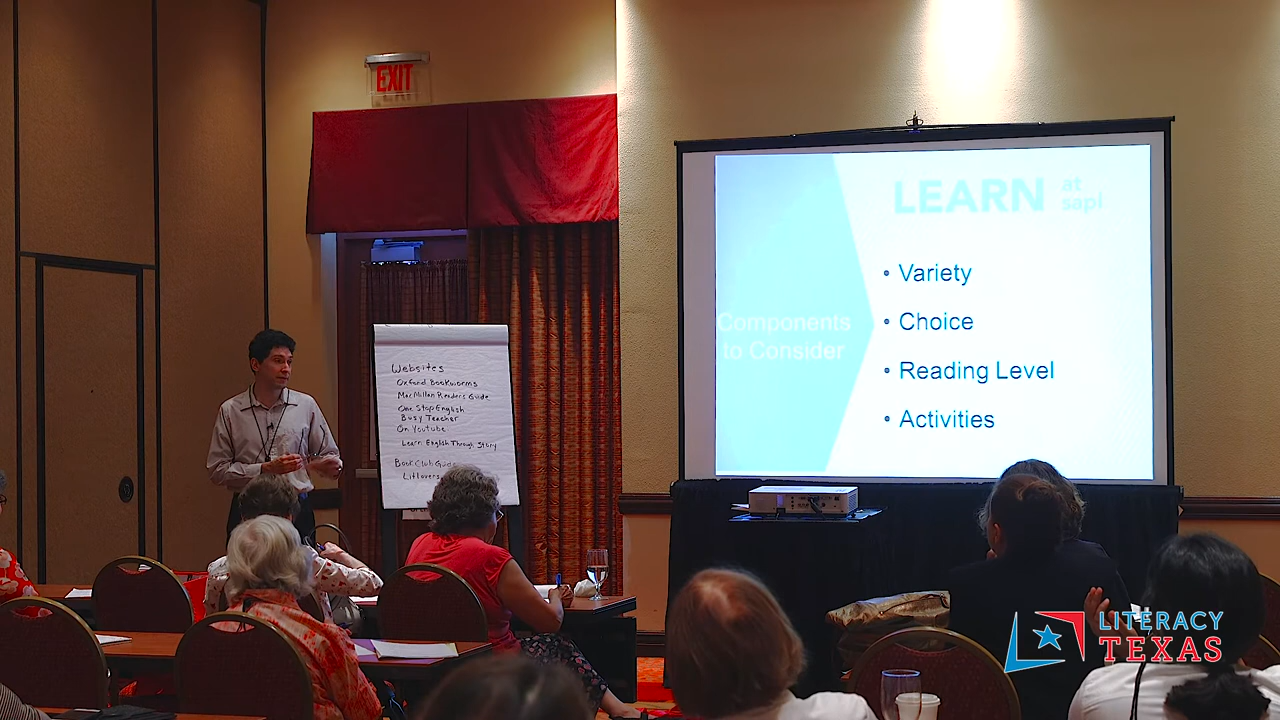 EXIT
Websites
Oxford Bookworms
MacMillan Readers Guide
One Stop English
Busy Teacher
On Youtube
Learn English Through Story
Book Club Guide
Litlovers
LEARN at sapl
Components
to Consider
• Variety
• Choice
• Reading Level
• Activities
LITERACY
TEXAS